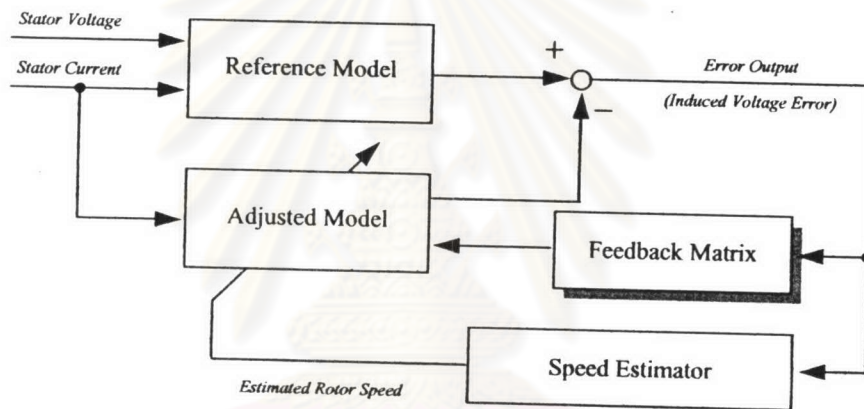 Stator Voltage
Stator Current
Reference Model
+
−
Error Output
(Induced Voltage Error)
Adjusted Model
Feedback Matrix
Speed Estimator
Estimated Rotor Speed